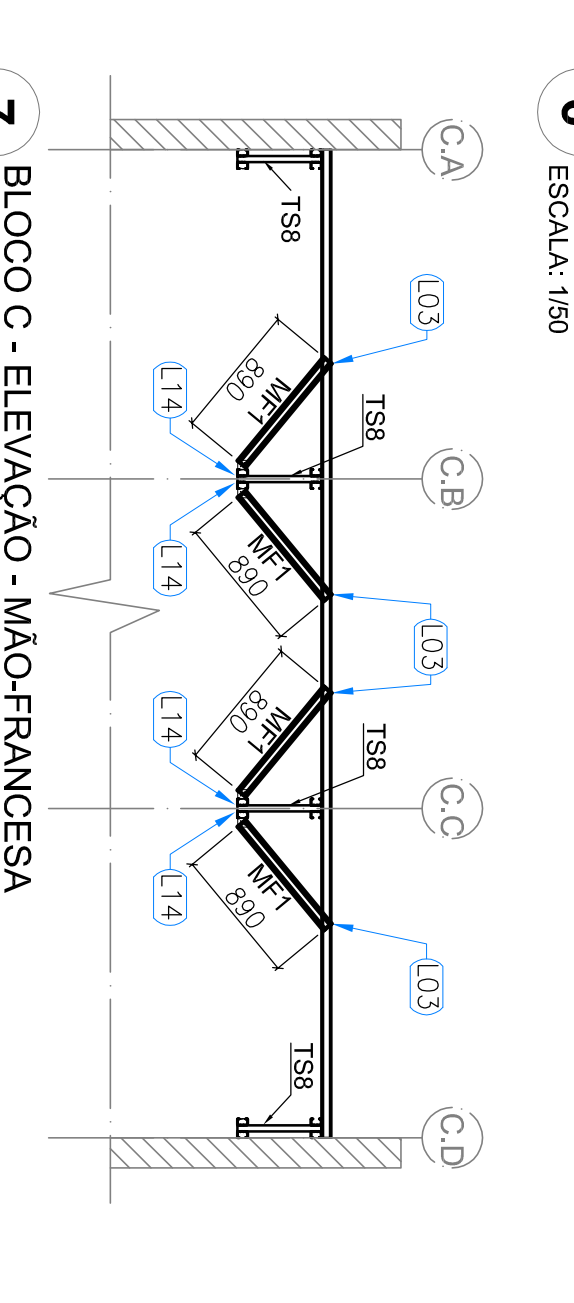 ESCALA: 1/50
C.A
C.B
C.C
C.D
L03
L03
L03
TS8
TS8
TS8
TS8
MF1
890
MF1
890
MF1
890
MF1
890
L14
L14
L14
L14
7
BLOCO C - ELEVAÇÃO - MÃO-FRANCESA